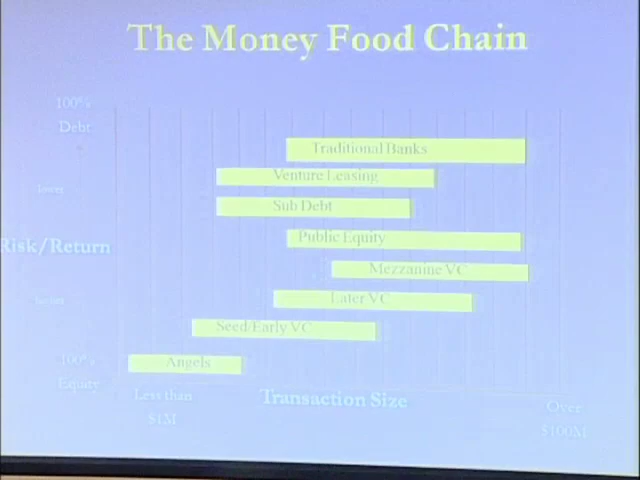 The Money Food Chain
100%
Debt
Traditional Banks
Venture Leasing
lower
Sub Debt
Public Equity
Risk/Return
Mezzanine VC
Later VC
Seed/Early VC
Angels
100%
Equity
Less than
$1M
Transaction Size
Over
$100M